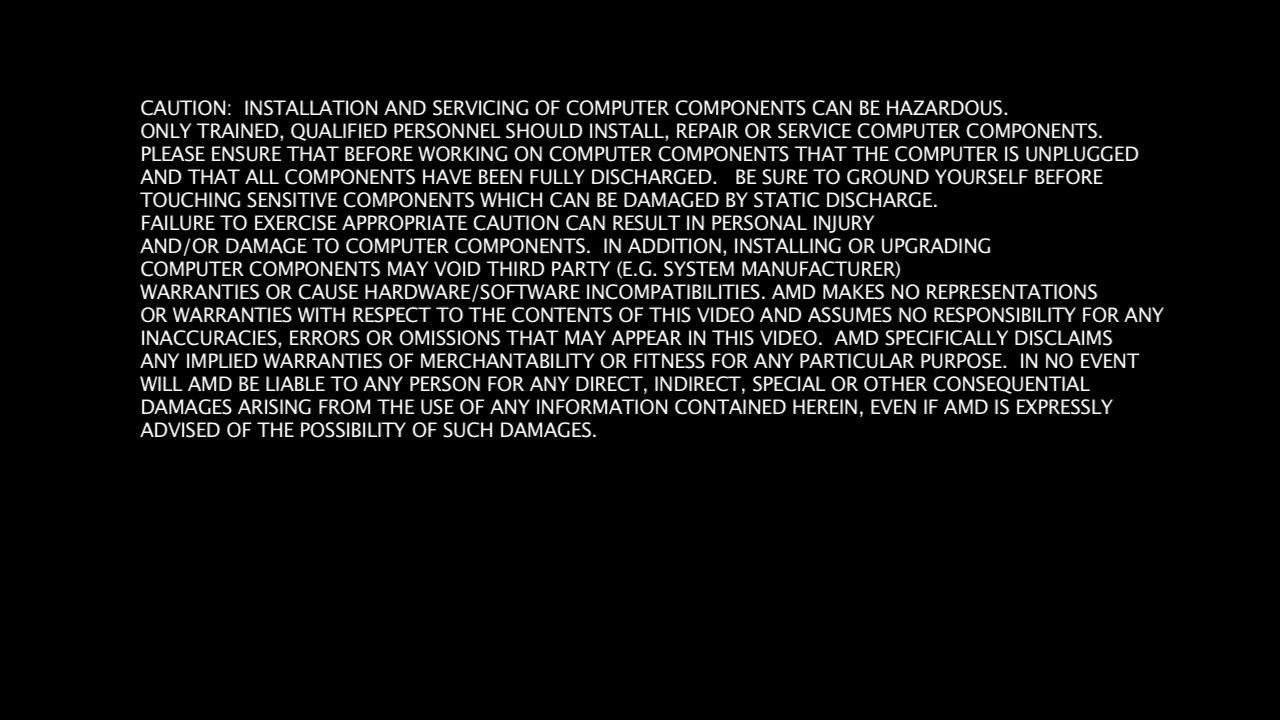 CAUTION:  INSTALLATION AND SERVICING OF COMPUTER COMPONENTS CAN BE HAZARDOUS.
ONLY TRAINED, QUALIFIED PERSONNEL SHOULD INSTALL, REPAIR OR SERVICE COMPUTER COMPONENTS.
PLEASE ENSURE THAT BEFORE WORKING ON COMPUTER COMPONENTS THAT THE COMPUTER IS UNPLUGGED
AND THAT ALL COMPONENTS HAVE BEEN FULLY DISCHARGED.   BE SURE TO GROUND YOURSELF BEFORE
TOUCHING SENSITIVE COMPONENTS WHICH CAN BE DAMAGED BY STATIC DISCHARGE.
FAILURE TO EXERCISE APPROPRIATE CAUTION CAN RESULT IN PERSONAL INJURY
AND/OR DAMAGE TO COMPUTER COMPONENTS.  IN ADDITION, INSTALLING OR UPGRADING
COMPUTER COMPONENTS MAY VOID THIRD PARTY (E.G. SYSTEM MANUFACTURER)
WARRANTIES OR CAUSE HARDWARE/SOFTWARE INCOMPATIBILITIES. AMD MAKES NO REPRESENTATIONS
OR WARRANTIES WITH RESPECT TO THE CONTENTS OF THIS VIDEO AND ASSUMES NO RESPONSIBILITY FOR ANY
INACCURACIES, ERRORS OR OMISSIONS THAT MAY APPEAR IN THIS VIDEO.  AMD SPECIFICALLY DISCLAIMS
ANY IMPLIED WARRANTIES OF MERCHANTABILITY OR FITNESS FOR ANY PARTICULAR PURPOSE.  IN NO EVENT
WILL AMD BE LIABLE TO ANY PERSON FOR ANY DIRECT, INDIRECT, SPECIAL OR OTHER CONSEQUENTIAL
DAMAGES ARISING FROM THE USE OF ANY INFORMATION CONTAINED HEREIN, EVEN IF AMD IS EXPRESSLY
ADVISED OF THE POSSIBILITY OF SUCH DAMAGES.